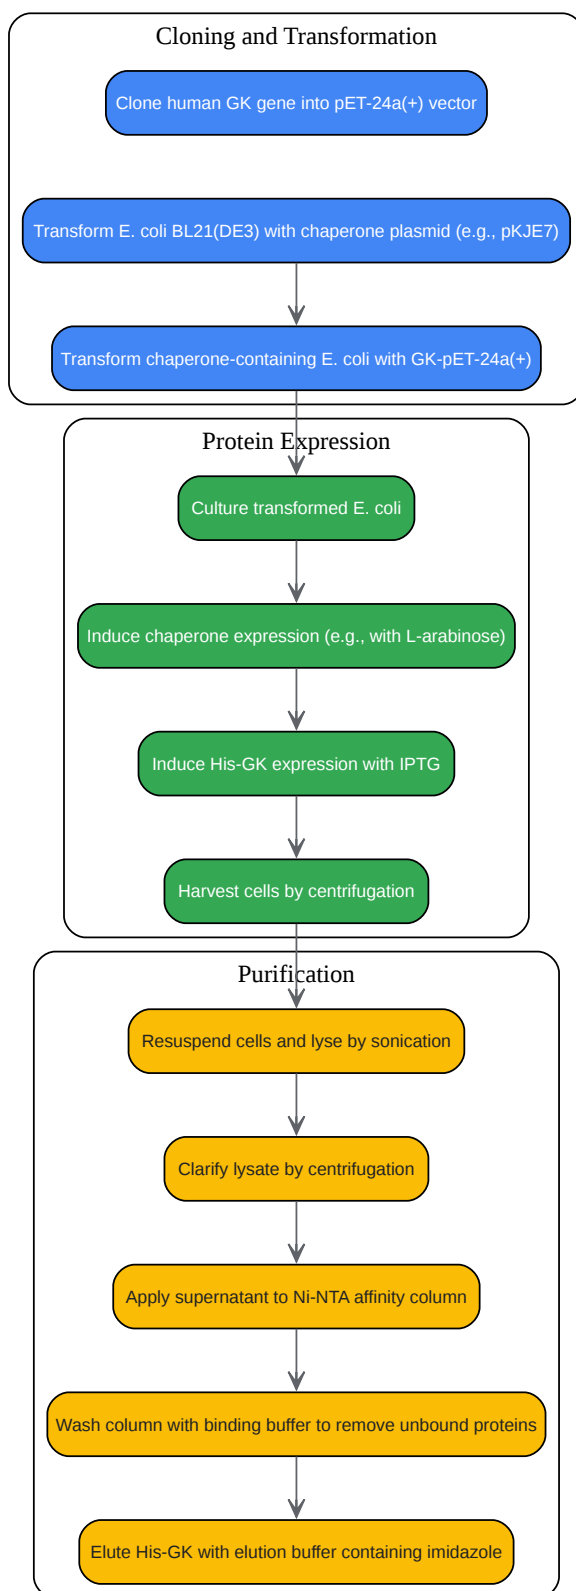 Cloning and Transformation
Clone human GK gene into pET-24a(+) vector
Transform E. coli BL21(DE3) with chaperone plasmid (e.g., pKJE7)
Transform chaperone-containing E. coli with GK-pET-24a(+)
Protein Expression
Culture transformed E. coli
Induce chaperone expression (e.g., with L-arabinose)
Induce His-GK expression with IPTG
Harvest cells by centrifugation
Purification
Resuspend cells and lyse by sonication
Clarify lysate by centrifugation
Apply supernatant to Ni-NTA affinity column
Wash column with binding buffer to remove unbound proteins
Elute His-GK with elution buffer containing imidazole